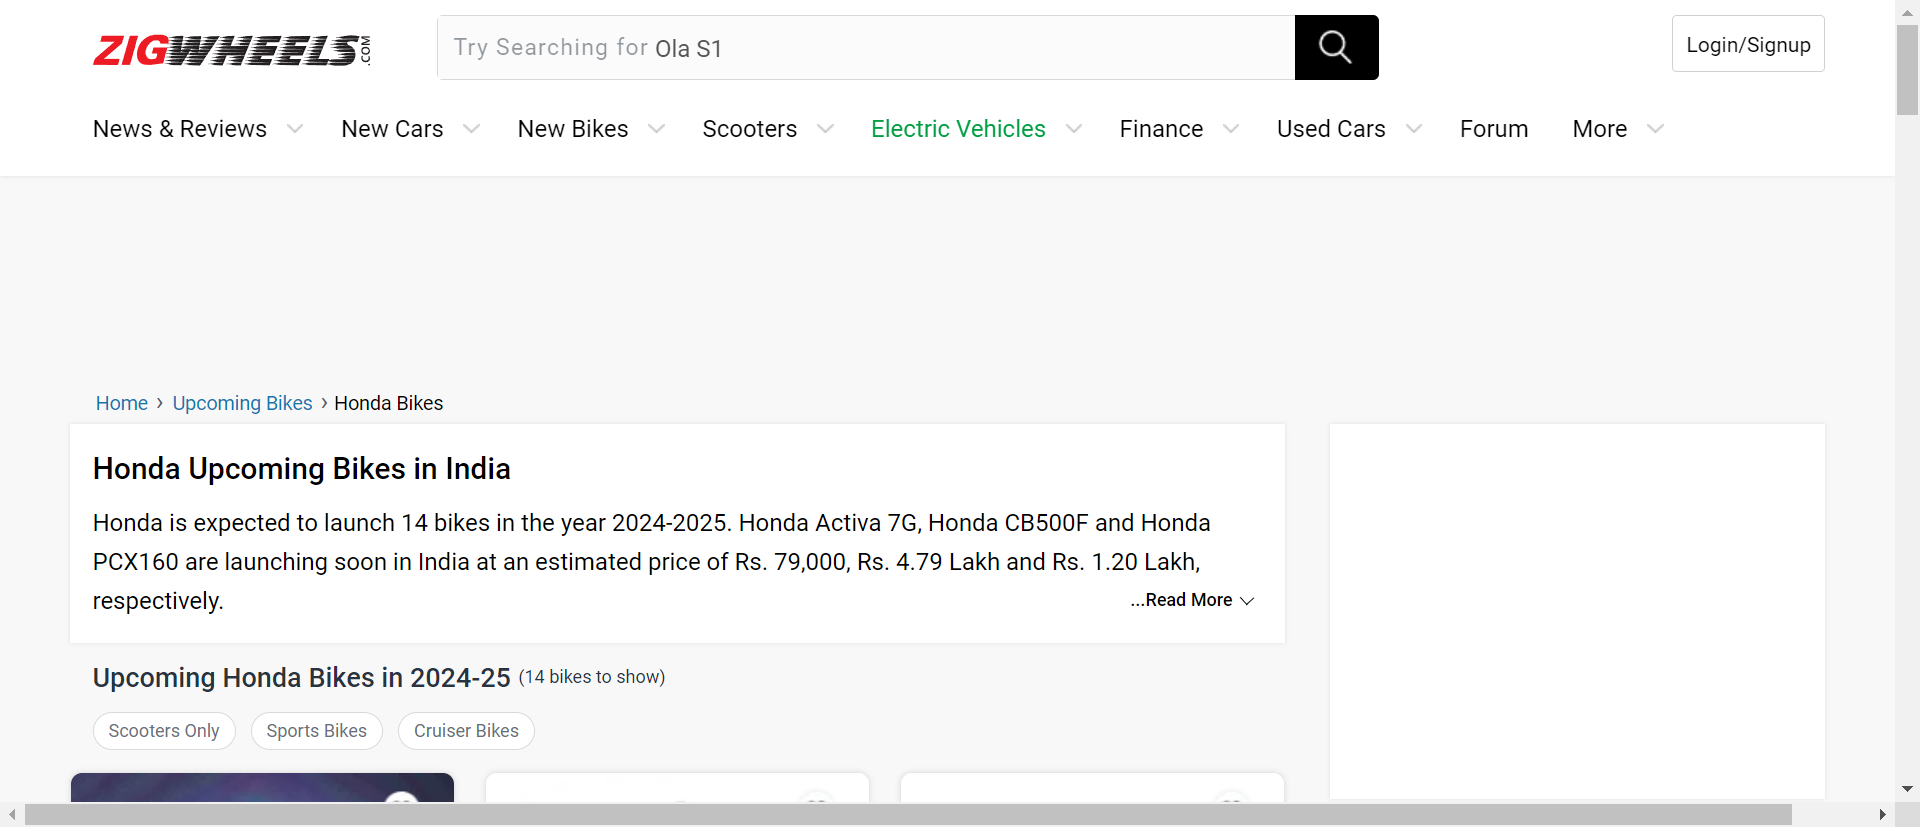 ZIGWHEELS.COM
Try Searching for Ola S1
Login/Signup
News & Reviews New Cars New Bikes Scooters Electric Vehicles Finance Used Cars Forum More
Home › Upcoming Bikes › Honda Bikes
Honda Upcoming Bikes in India
Honda is expected to launch 14 bikes in the year 2024-2025. Honda Activa 7G, Honda CB500F and Honda
PCX160 are launching soon in India at an estimated price of Rs. 79,000, Rs. 4.79 Lakh and Rs. 1.20 Lakh,
respectively. ...Read More
Upcoming Honda Bikes in 2024-25 (14 bikes to show)
Scooters Only Sports Bikes Cruiser Bikes